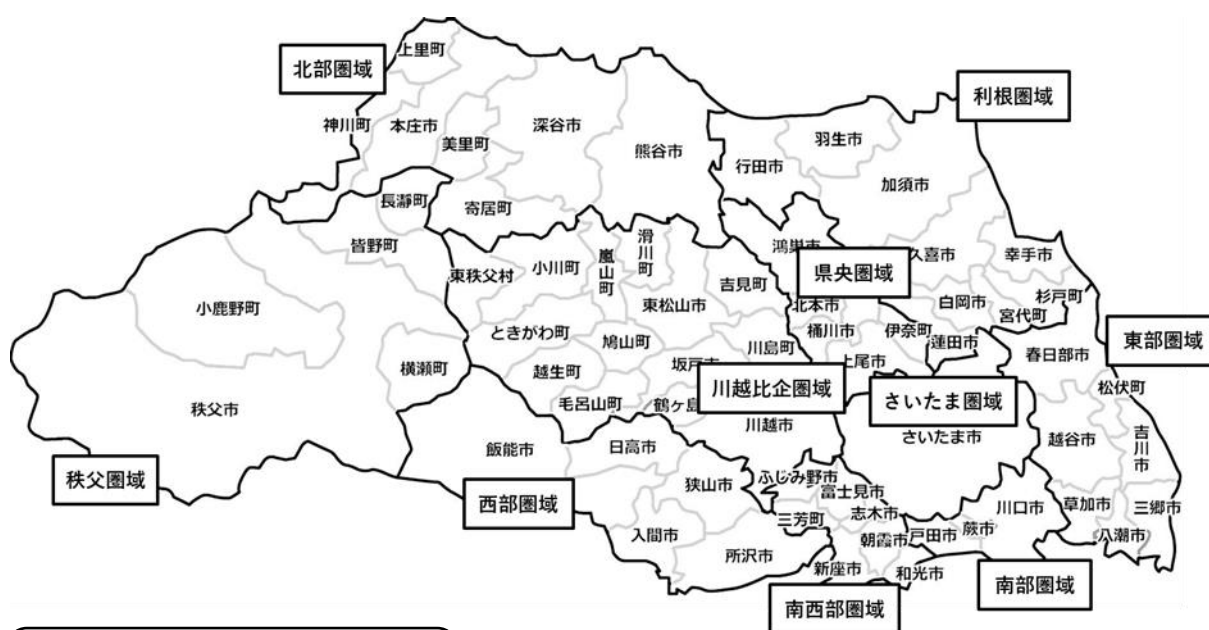 上里町
北部圏域
利根圏域
神川町
本庄市
美里町
深谷市
熊谷市
行田市
羽生市
加須市
長瀞町
寄居町
皆野町
鴻巣市
県央圏域
久喜市
幸手市
東秩父村
小川町
嵐山町
滑川町
吉見町
東松山市
北本市
白岡市
杉戸町
宮代町
小鹿野町
ときがわ町
鳩山町
川島町
桶川市
伊奈町
蓮田市
東部圏域
春日部市
横瀬町
越生町
坂戸市
上尾市
松伏町
川越比企圏域
さいたま圏域
秩父市
毛呂山町
鶴ヶ島
川越市
さいたま市
越谷市
吉川市
飯能市
日高市
秩父圏域
西部圏域
狭山市
ふじみ野市
富士見市
三芳町
志木市
川口市
草加市
三郷市
入間市
所沢市
朝霞市
戸田市
蕨市
八潮市
新座市
和光市
南部圏域
南西部圏域